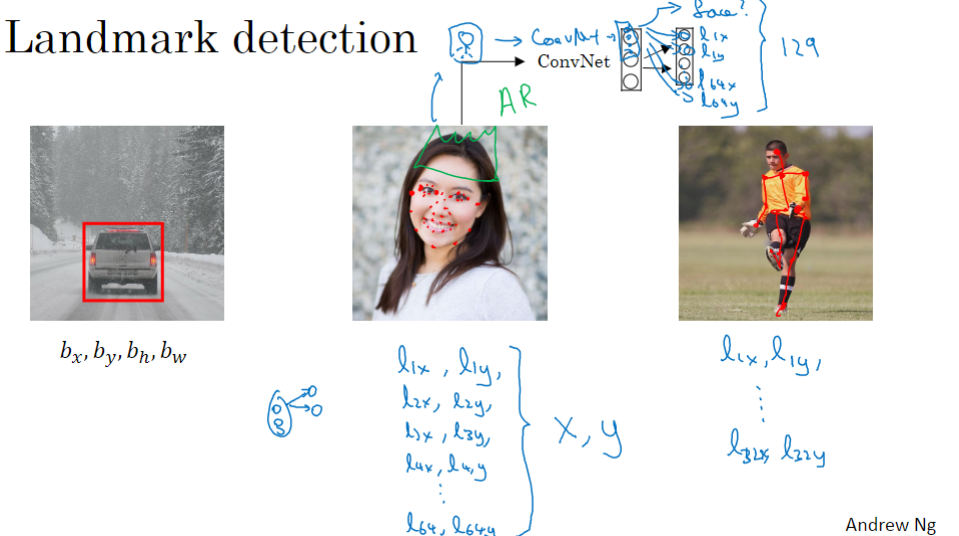 Landmark detection
ConvNet
ConvNet
face?
l1x
l1y
l64x
l64y
129
AR
bx, by, bh, bw
l1x, l1y,
l2x, l2y,
l3x, l3y,
l4x, l4y
⋮
l64, l64y
x, y
l1x, l1y,
⋮
l32x, l32y
Andrew Ng